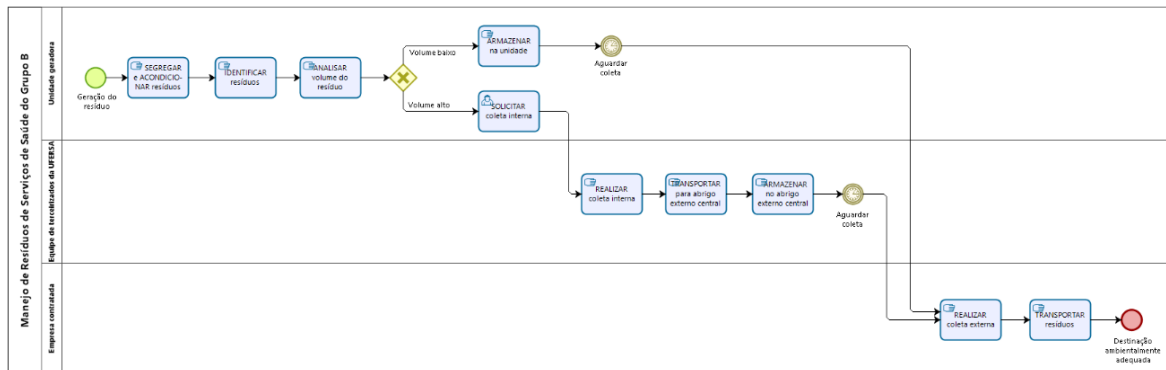 Manejo de Resíduos de Serviços de Saúde do Grupo B
Unidade geradora
Geração do
resíduo
SEGREGAR
e ACONDICIO-
NAR resíduos
IDENTIFICAR
resíduos
ANALISAR
volume do
resíduo
Volume baixo
Volume alto
ARMAZENAR
na unidade
Aguardar
coleta
SOLICITAR
coleta interna
Equipe de terceirizados da UFERSA
REALIZAR
coleta interna
TRANSPORTAR
para abrigo
externo central
ARMAZENAR
no abrigo
externo central
Aguardar
coleta
Empresa contratada
REALIZAR
coleta externa
TRANSPORTAR
resíduos
Destinação
ambientalmente
adequada